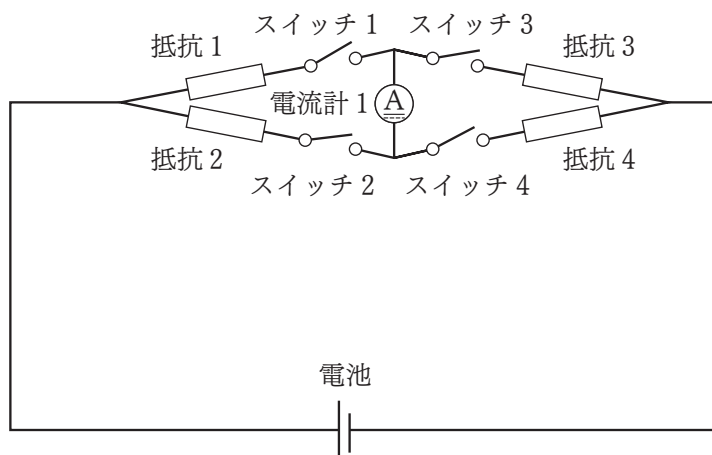 スイッチ 1
スイッチ 3
抵抗 1
抵抗 3
電流計 1
A
抵抗 2
抵抗 4
スイッチ 2
スイッチ 4
電池